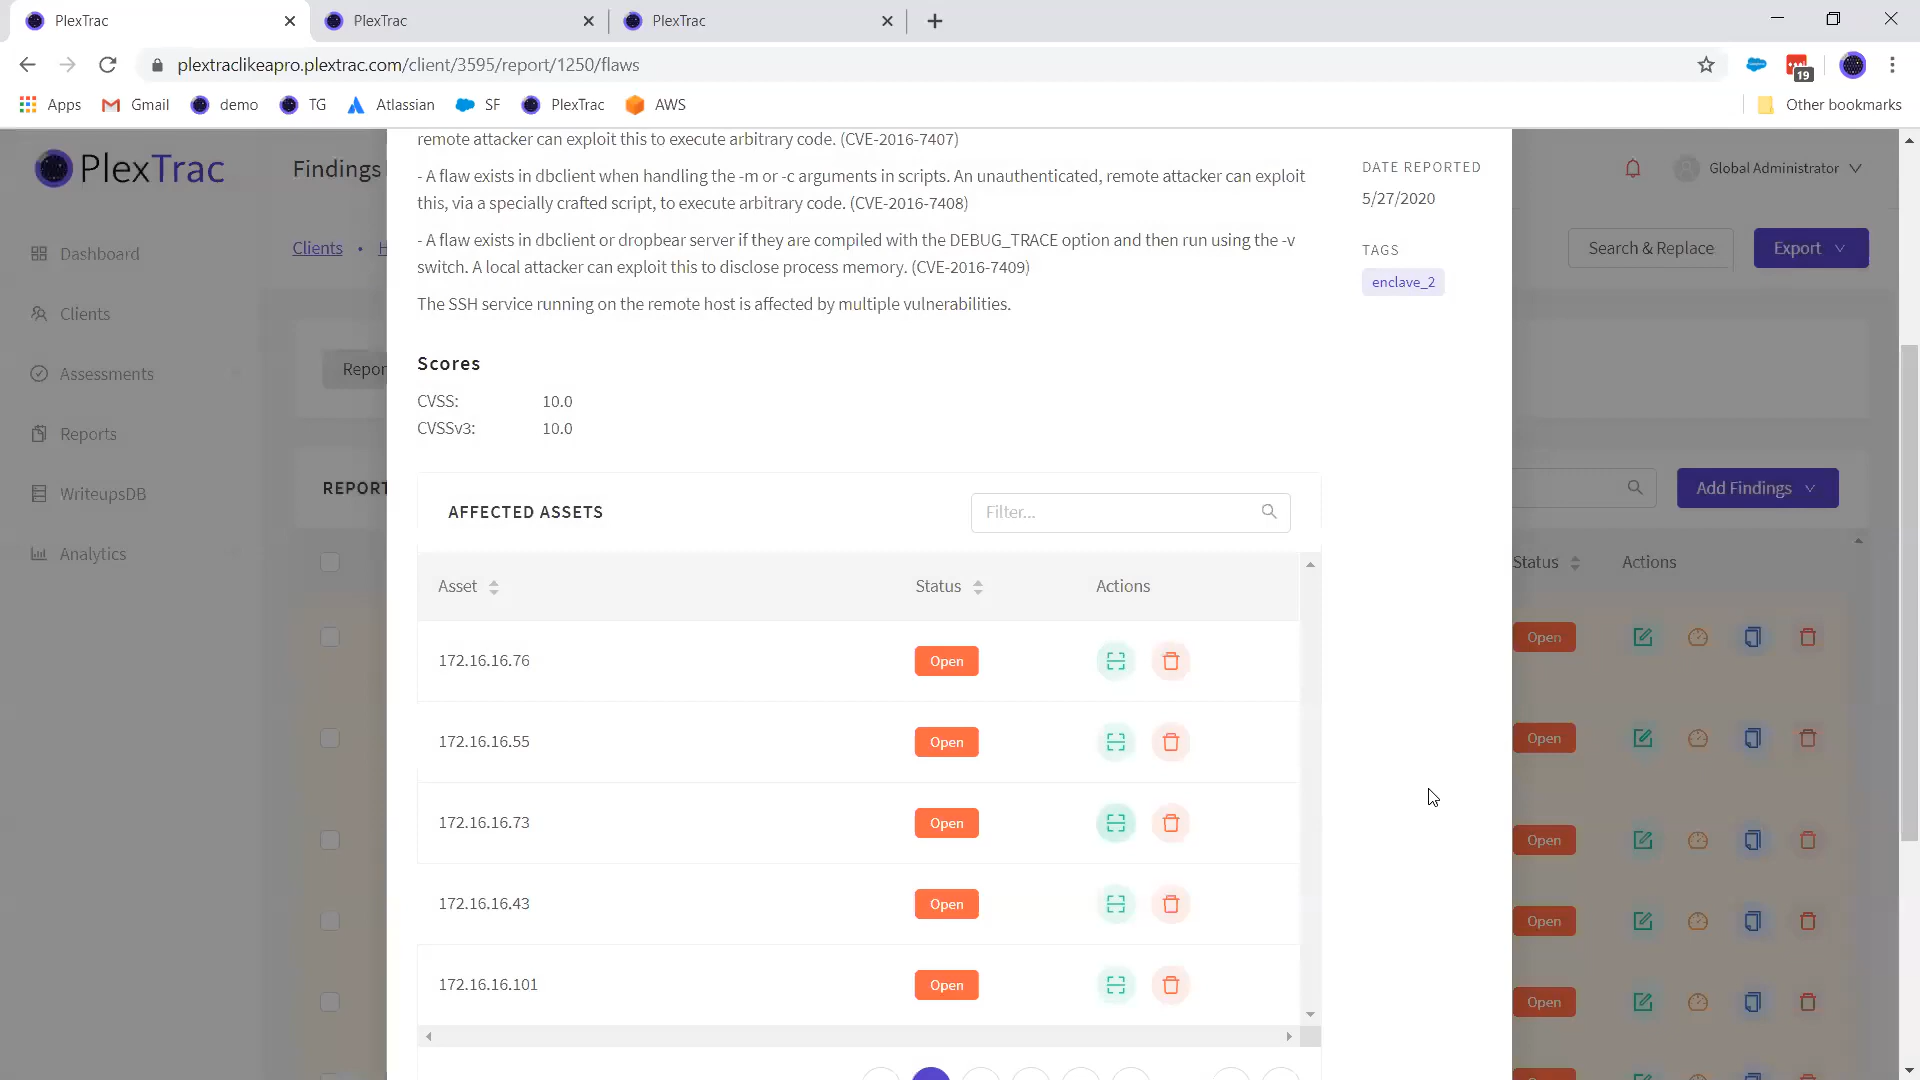 PlexTrac
PlexTrac
PlexTrac
plextraclikeapro.plextrac.com/client/3595/report/1250/flaws
19
Apps
Gmail
demo
TG
Atlassian
SF
PlexTrac
AWS
Other bookmarks
PlexTrac
Findings
Global Administrator
Dashboard
Clients
Assessments
Reports
WriteupsDB
Analytics
Clients •
Search & Replace
Export
Repor
REPORT
Add Findings
Status
Actions
Open
Open
Open
Open
Open
remote attacker can exploit this to execute arbitrary code. (CVE-2016-7407)
- A flaw exists in dbclient when handling the -m or -c arguments in scripts. An unauthenticated, remote attacker can exploit
this, via a specially crafted script, to execute arbitrary code. (CVE-2016-7408)
- A flaw exists in dbclient or dropbear server if they are compiled with the DEBUG_TRACE option and then run using the -v
switch. A local attacker can exploit this to disclose process memory. (CVE-2016-7409)
The SSH service running on the remote host is affected by multiple vulnerabilities.
DATE REPORTED
5/27/2020
TAGS
enclave_2
Scores
CVSS: 10.0
CVSSv3: 10.0
AFFECTED ASSETS
Filter...
Asset Status Actions
172.16.16.76 Open
172.16.16.55 Open
172.16.16.73 Open
172.16.16.43 Open
172.16.16.101 Open